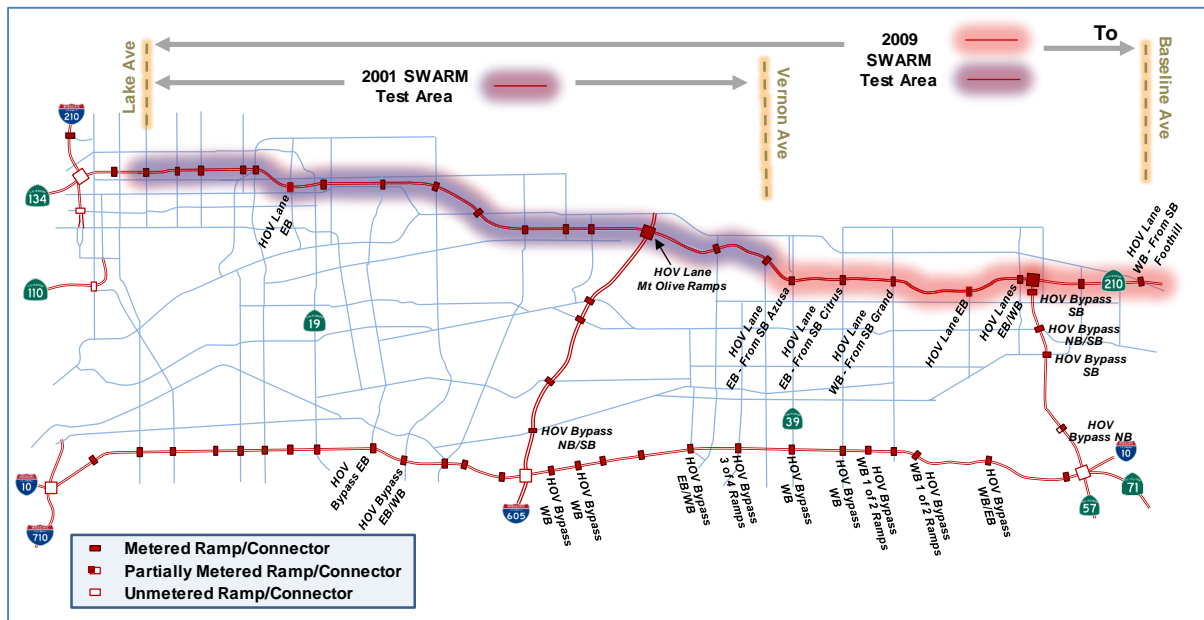 Lake Ave
To
2009
SWARM
Test Area
2001 SWARM
Test Area
Vernon Ave
Baseline Ave
210
134
110
19
HOV Lane
EB
HOV Lane
Mt Olive Ramps
HOV Lane
EB - From SB Azusa
HOV Lane
EB - From SB Citrus
HOV Lane
WB - From SB Grand
HOV Lane EB
HOV Lanes
EB/WB
210
HOV Lane
WB - From SB
Foothill
HOV Bypass
SB
HOV Bypass
NB/SB
HOV Bypass
SB
39
HOV Bypass NB
10
HOV Bypass
NB/SB
10
710
HOV
Bypass EB
HOV Bypass
EB/WB
605
HOV Bypass
WB
HOV Bypass
WB
HOV Bypass
EB/WB
HOV Bypass
3 of 4 Ramps
HOV Bypass
WB
HOV Bypass
WB
HOV Bypass
WB 1 of 2 Ramps
HOV Bypass
WB 1 of 2 Ramps
HOV Bypass
WB/EB
57
71
Metered Ramp/Connector
Partially Metered Ramp/Connector
Unmetered Ramp/Connector